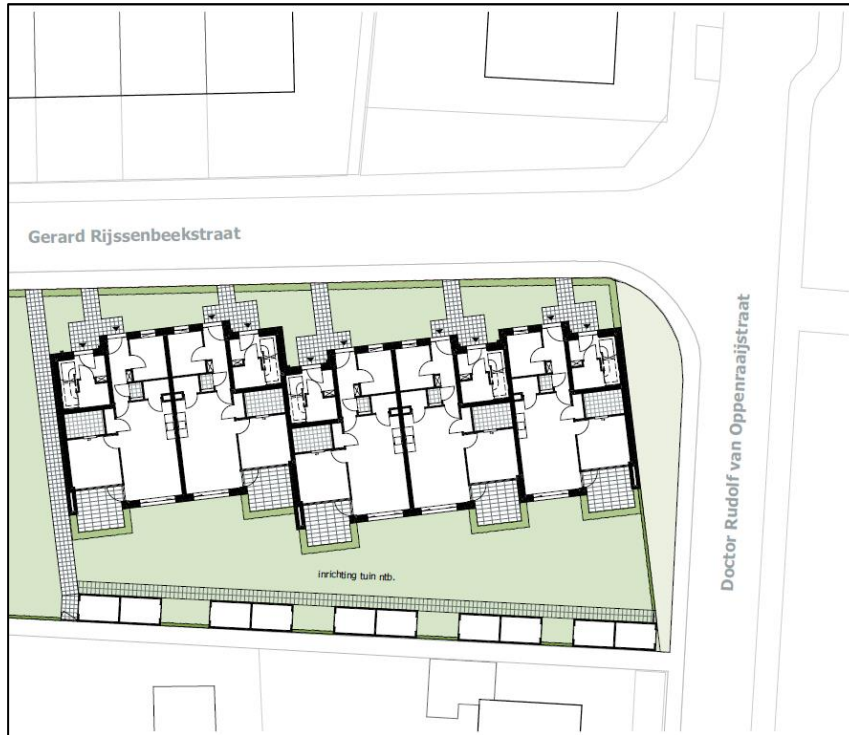 Gerard Rijssenbeekstraat
Doctor Rudolf van Oppenraaijstraat
inrichting tuin ntb.